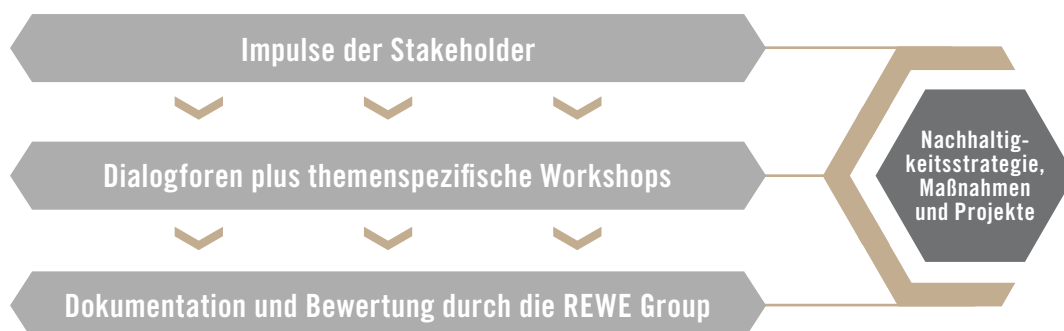 Impulse der Stakeholder
Dialogforen plus themenspezifische Workshops
Dokumentation und Bewertung durch die REWE Group
Nachhaltig-
keitsstrategie,
Maßnahmen
und Projekte